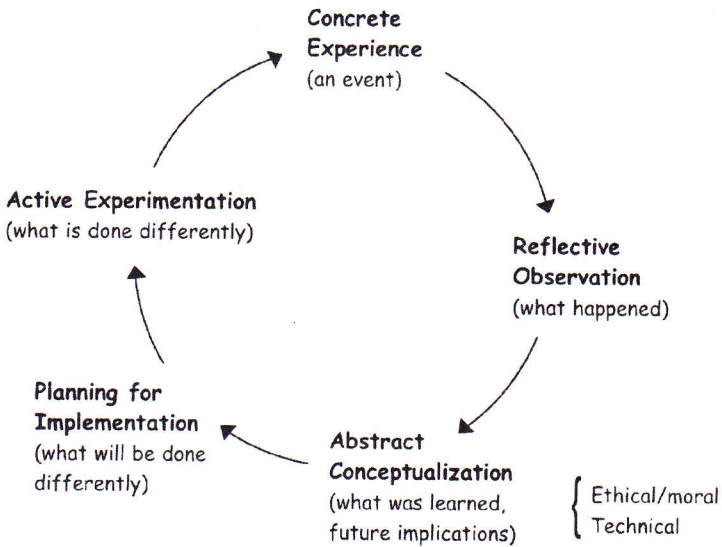 Concrete
Experience
(an event)
Reflective
Observation
(what happened)
Abstract
Conceptualization
(what was learned,
future implications)
Ethical/moral
Technical
Planning for
Implementation
(what will be done
differently)
Active Experimentation
(what is done differently)